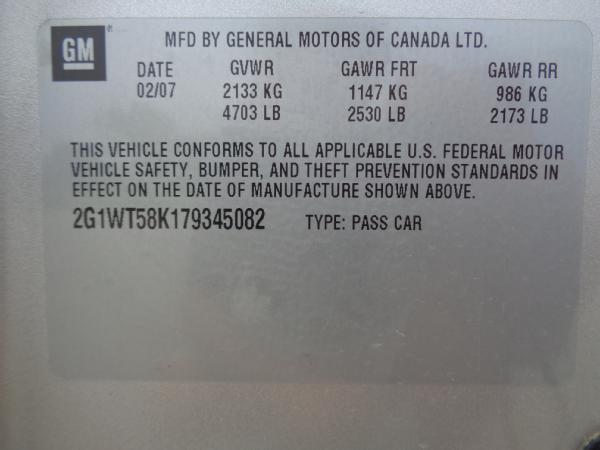 GM
MFD BY GENERAL MOTORS OF CANADA LTD.
DATE GVWR GAWR FRT GAWR RR
02/07 2133 KG 1147 KG 986 KG
4703 LB 2530 LB 2173 LB
THIS VEHICLE CONFORMS TO ALL APPLICABLE U.S. FEDERAL MOTOR
VEHICLE SAFETY, BUMPER, AND THEFT PREVENTION STANDARDS IN
EFFECT ON THE DATE OF MANUFACTURE SHOWN ABOVE.
2G1WT58K179345082 TYPE: PASS CAR